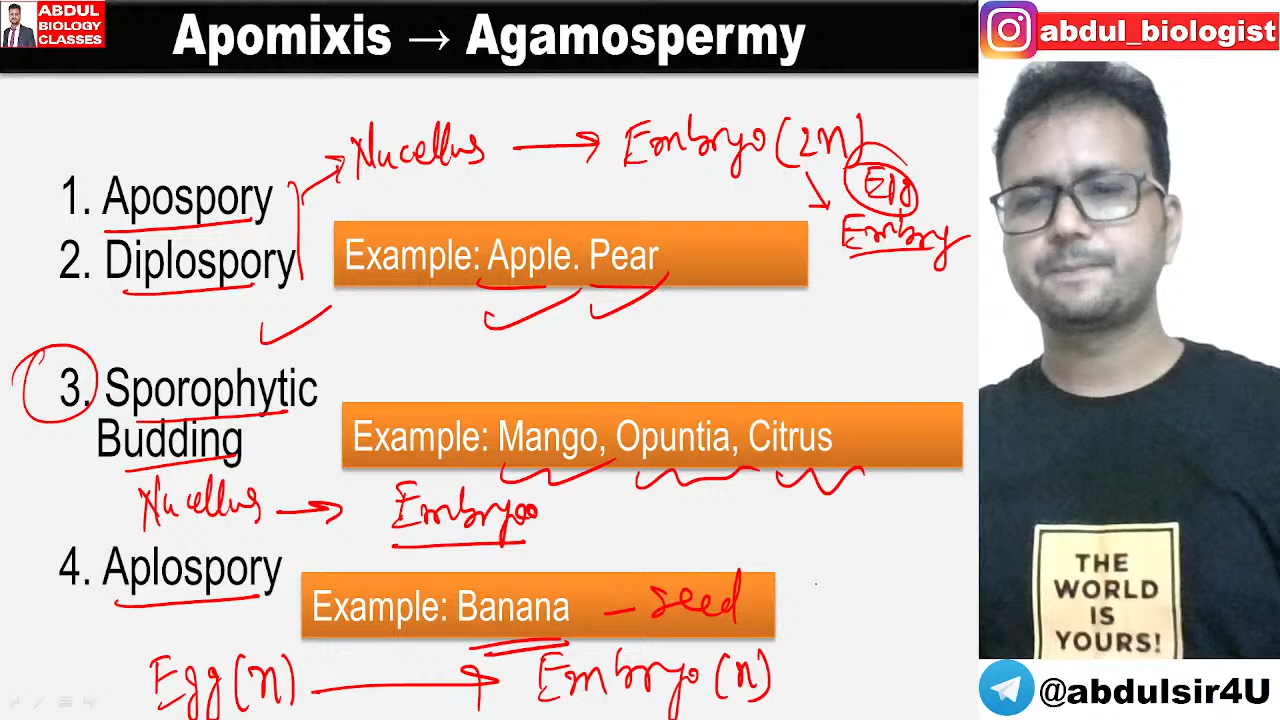 ABDUL
BIOLOGY
CLASSES
Apomixis → Agamospermy
abdul_biologist
Nucellus → Embryo (2n)
Egg
Embry
1. Apospory
2. Diplospory
Example: Apple. Pear
3. Sporophytic
Budding
Example: Mango, Opuntia, Citrus
Nucellus → Embryo
4. Aplospory
Example: Banana – seed
Egg (n) → Embryo (n)
THE
WORLD
IS
YOURS!
@abdulsir4U